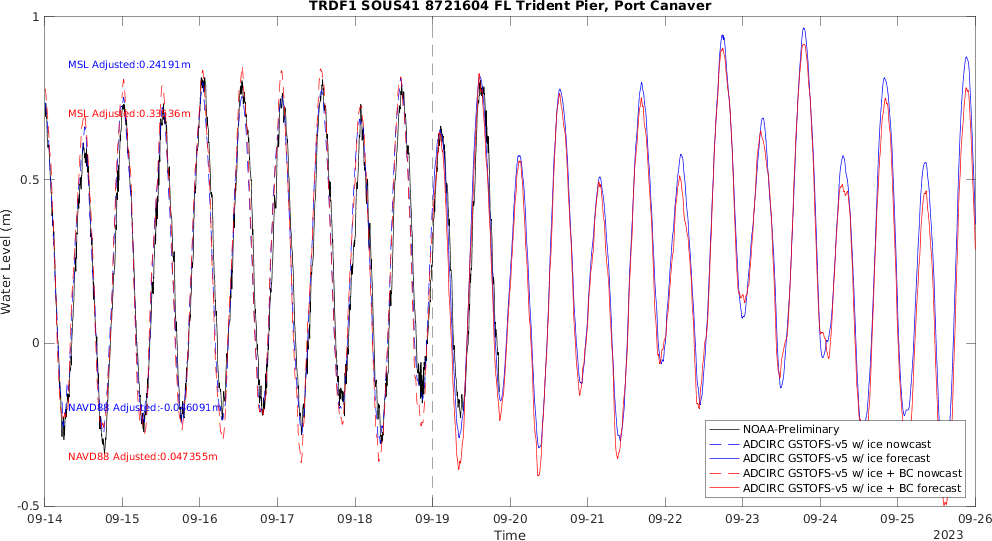 TRDF1 SOUS41 8721604 FL Trident Pier, Port Canaver
1
MSL Adjusted:0.24191m
MSL Adjusted:0.33136m
0.5
Water Level (m)
0
NAVD88 Adjusted:-0.046091m
NAVD88 Adjusted:0.047355m
NOAA-Preliminary
ADCIRC GSTOFS-v5 w/ ice nowcast
ADCIRC GSTOFS-v5 w/ ice forecast
ADCIRC GSTOFS-v5 w/ ice + BC nowcast
ADCIRC GSTOFS-v5 w/ ice + BC forecast
-0.5
09-14 09-15 09-16 09-17 09-18 09-19 09-20 09-21 09-22 09-23 09-24 09-25 09-26
Time
2023